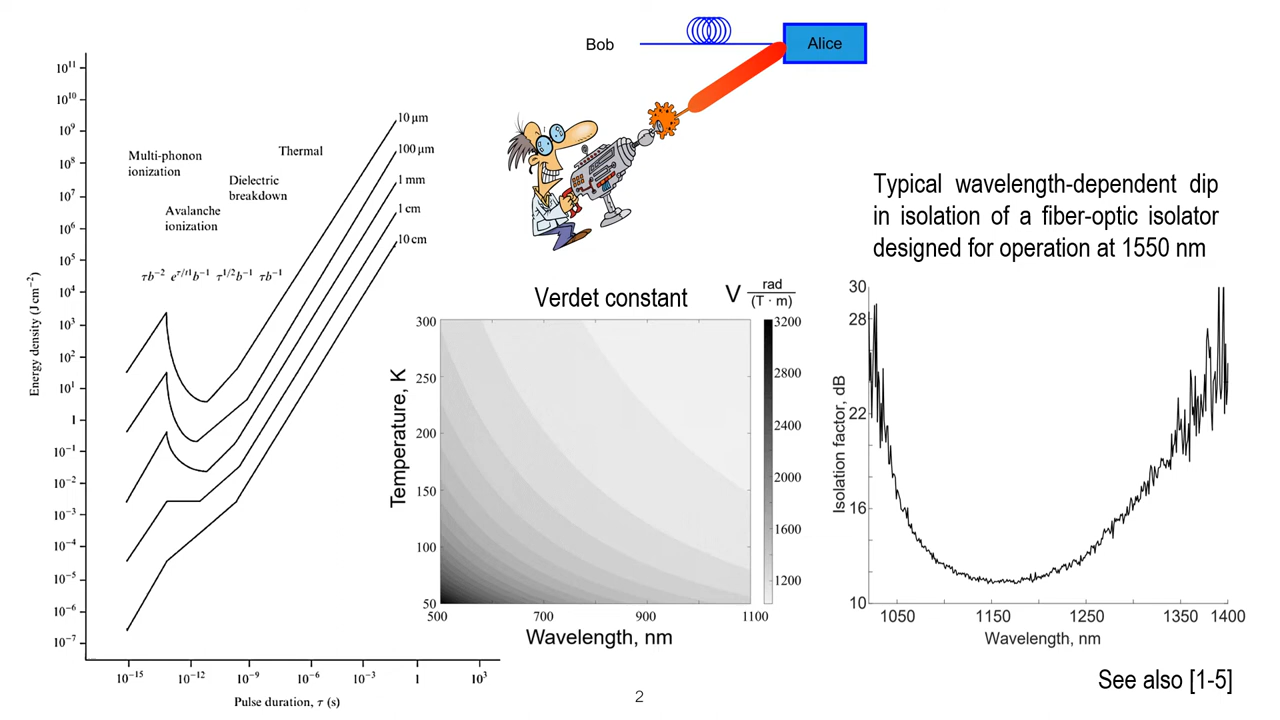 Bob
Alice
10¹¹
10¹⁰
10⁹
10⁸
10⁷
10⁶
10⁵
10⁴
10³
10²
10¹
1
10⁻¹
10⁻²
10⁻³
10⁻⁴
10⁻⁵
10⁻⁶
10⁻⁷
Energy density (J cm⁻²)
Multi-phonon
ionization
Thermal
Dielectric
breakdown
Avalanche
ionization
τb⁻² e^τ/τ1 b⁻¹ τ¹/² b⁻¹ τb⁻¹
10 μm
100 μm
1 mm
1 cm
10 cm
10⁻¹⁵ 10⁻¹² 10⁻⁹ 10⁻⁶ 10⁻³ 1 10³
Pulse duration, τ (s)
Verdet constant
V rad
(T · m)
300
250
200
150
100
50
Temperature, K
500 700 900 1100
Wavelength, nm
3200
2800
2400
2000
1600
1200
Typical wavelength-dependent dip
in isolation of a fiber-optic isolator
designed for operation at 1550 nm
30
28
22
16
10
Isolation factor, dB
1050 1150 1250 1350 1400
Wavelength, nm
See also [1-5]
2